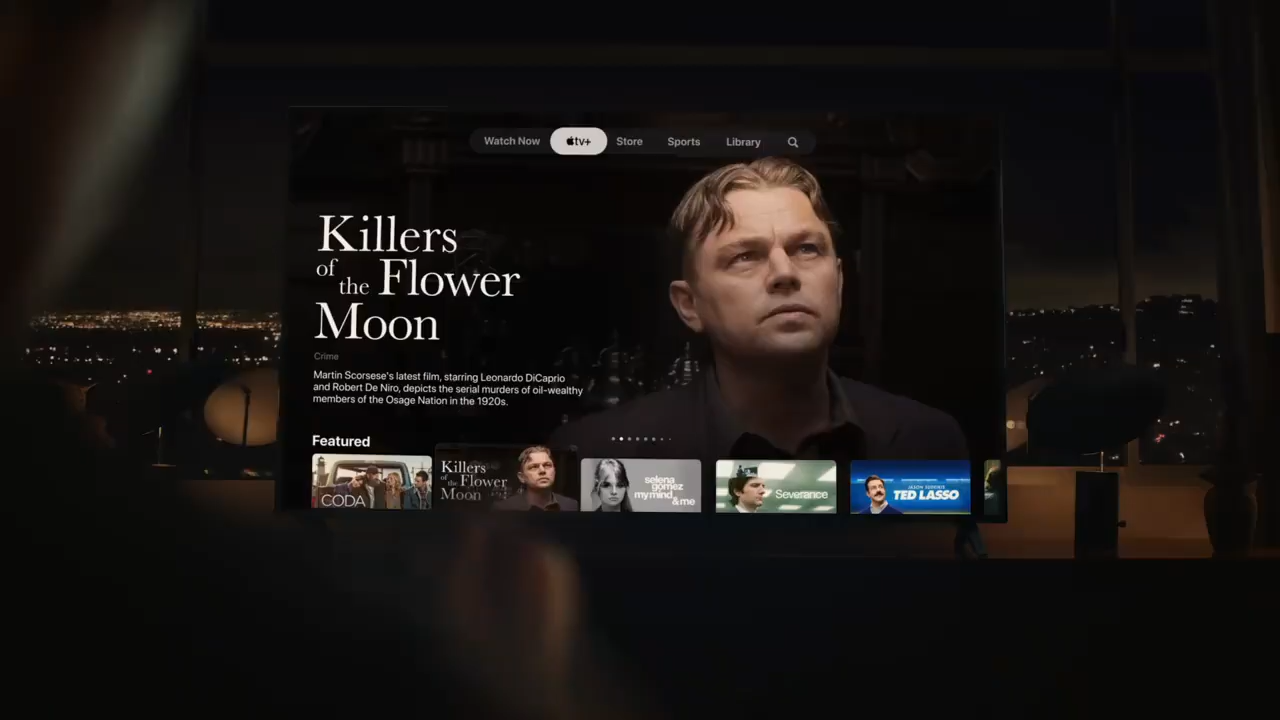 Watch Now
tv+
Store
Sports
Library
Killers
of the Flower
Moon
Crime
Martin Scorsese's latest film, starring Leonardo DiCaprio
and Robert De Niro, depicts the serial murders of oil-wealthy
members of the Osage Nation in the 1920s.
Featured
CODA
Killers
of the Flower
Moon
selena
gomez
my mind
& me
Severance
JASON SUDEIKIS
TED LASSO